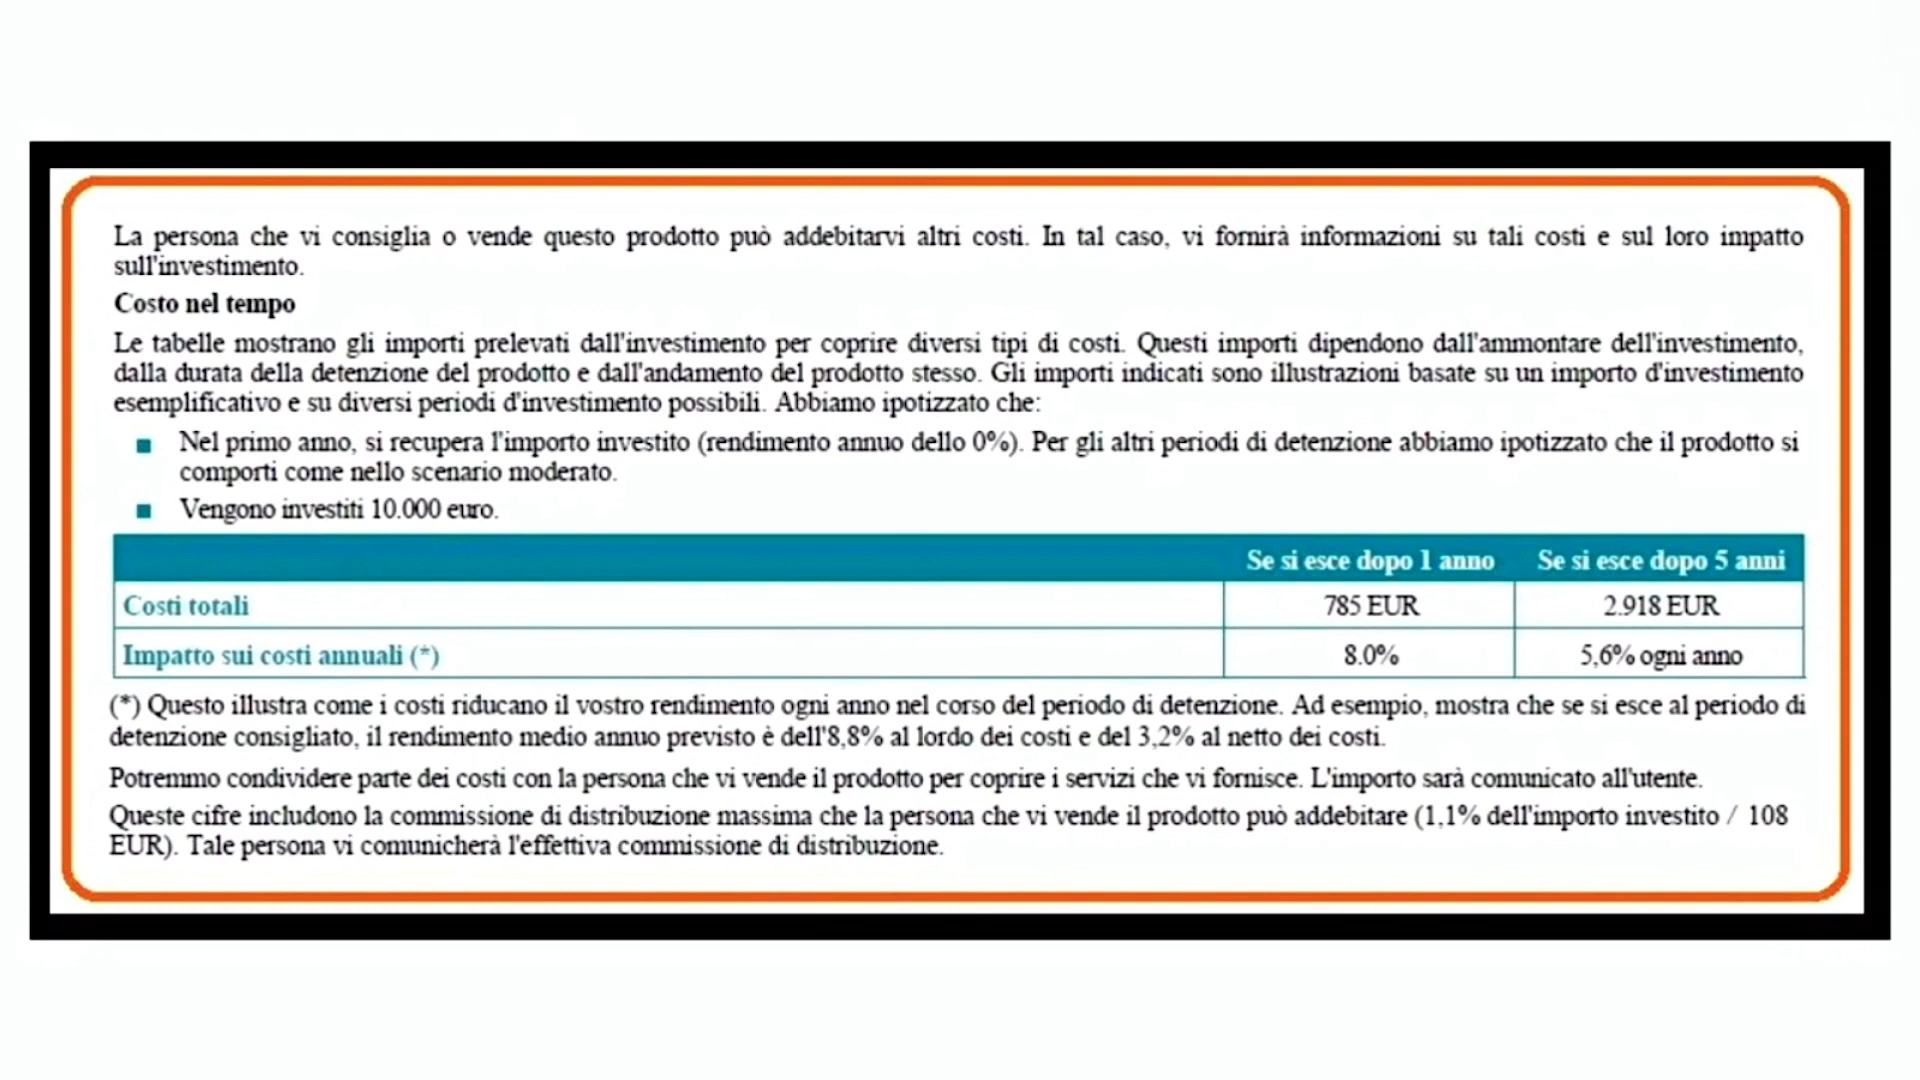 La persona che vi consiglia o vende questo prodotto può addebitarvi altri costi. In tal caso, vi fornirà informazioni su tali costi e sul loro impatto
sull'investimento.
Costo nel tempo
Le tabelle mostrano gli importi prelevati dall'investimento per coprire diversi tipi di costi. Questi importi dipendono dall'ammontare dell'investimento,
dalla durata della detenzione del prodotto e dall'andamento del prodotto stesso. Gli importi indicati sono illustrazioni basate su un importo d'investimento
esemplificativo e su diversi periodi d'investimento possibili. Abbiamo ipotizzato che:
■ Nel primo anno, si recupera l'importo investito (rendimento annuo dello 0%). Per gli altri periodi di detenzione abbiamo ipotizzato che il prodotto si
comporti come nello scenario moderato.
■ Vengono investiti 10.000 euro.
Se si esce dopo 1 anno Se si esce dopo 5 anni
Costi totali 785 EUR 2.918 EUR
Impatto sui costi annuali (*) 8.0% 5,6% ogni anno
(*) Questo illustra come i costi riducano il vostro rendimento ogni anno nel corso del periodo di detenzione. Ad esempio, mostra che se si esce al periodo di
detenzione consigliato, il rendimento medio annuo previsto è dell'8,8% al lordo dei costi e del 3,2% al netto dei costi.
Potremmo condividere parte dei costi con la persona che vi vende il prodotto per coprire i servizi che vi fornisce. L'importo sarà comunicato all'utente.
Queste cifre includono la commissione di distribuzione massima che la persona che vi vende il prodotto può addebitare (1,1% dell'importo investito / 108
EUR). Tale persona vi comunicherà l'effettiva commissione di distribuzione.